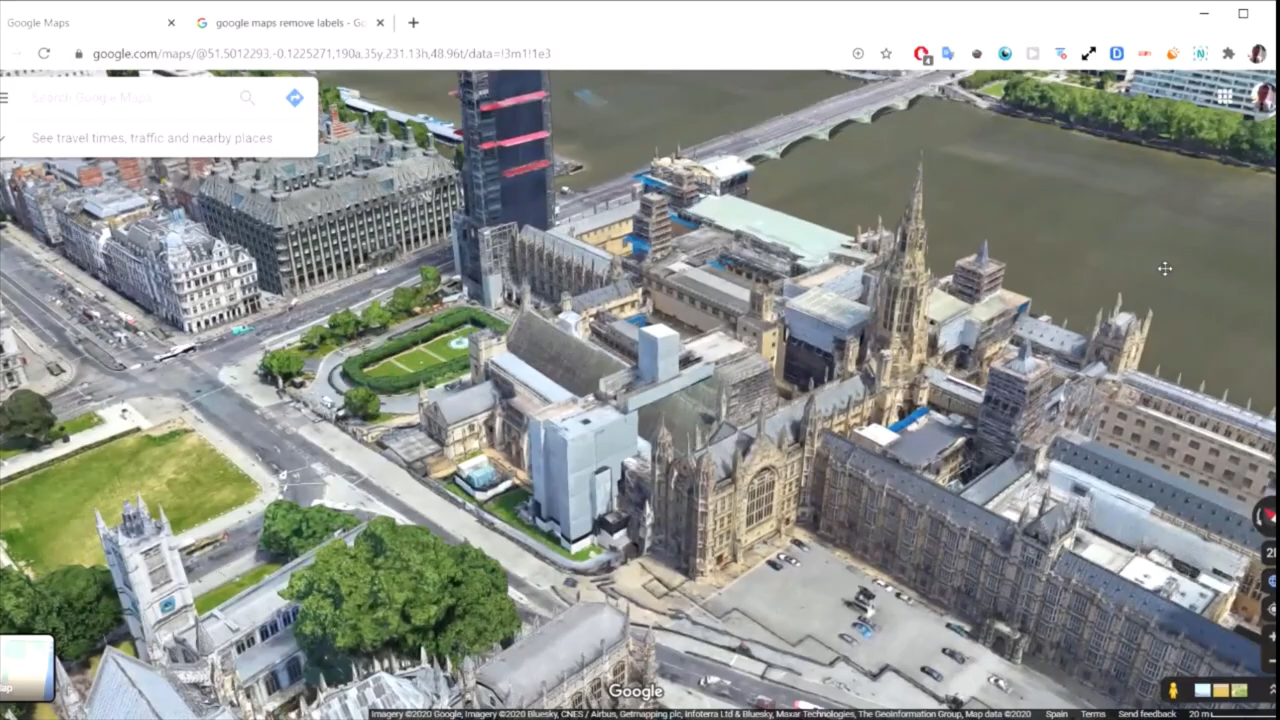 Google Maps
google maps remove labels - Go
google.com/maps/@51.5012293,-0.1225271,190a,35y,231.13h,48.96t/data=!3m1!1e3
4
D
N
Search Google Maps
See travel times, traffic and nearby places
Google
Imagery ©2020 Google, Imagery ©2020 Bluesky, CNES / Airbus, Getmapping plc, Infoterra Ltd & Bluesky, Maxar Technologies, The GeoInformation Group, Map data ©2020 Spain Terms Send feedback 20 m